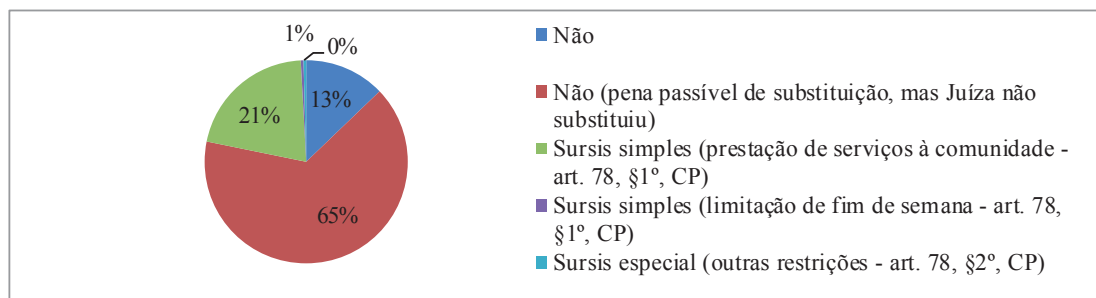 1%
0%
13%
21%
65%
Não
Não (pena passível de substituição, mas Juíza não
substituiu)
Sursis simples (prestação de serviços à comunidade -
art. 78, §1º, CP)
Sursis simples (limitação de fim de semana - art. 78,
§1º, CP)
Sursis especial (outras restrições - art. 78, §2º, CP)